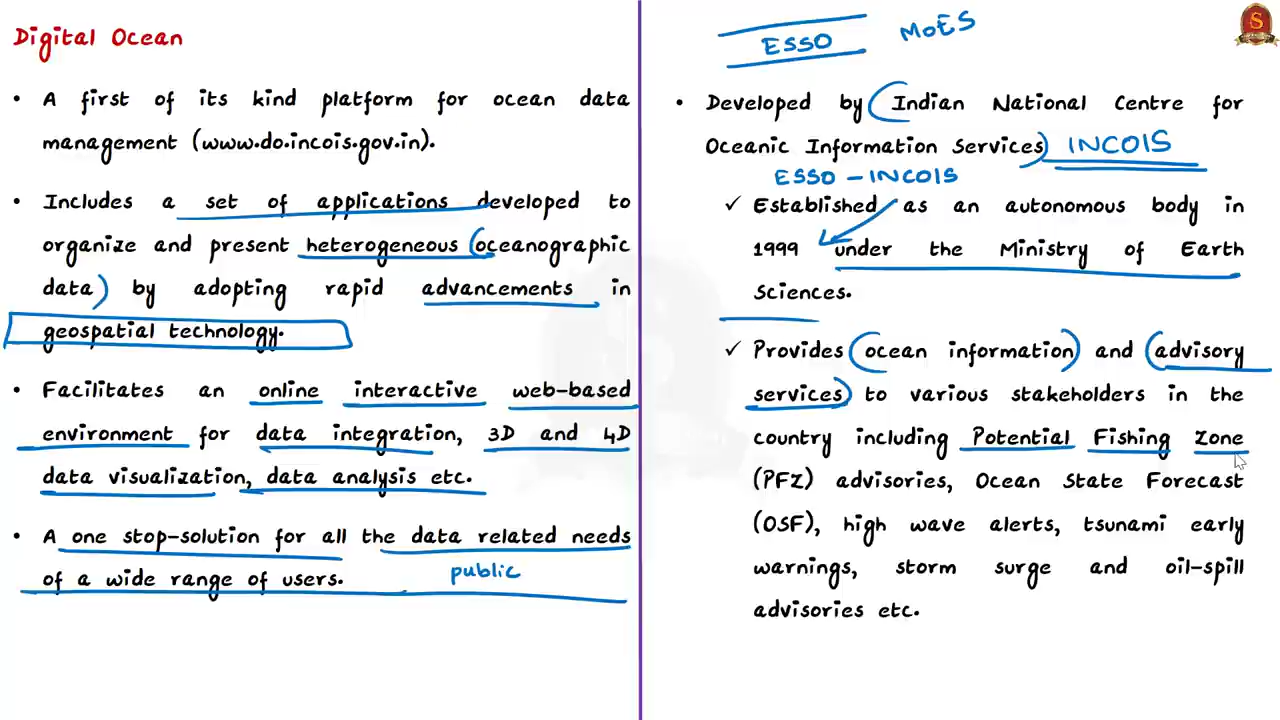 Digital Ocean
• A first of its kind platform for ocean data
management (www.do.incois.gov.in).
• Includes a set of applications developed to
organize and present heterogeneous (oceanographic
data) by adopting rapid advancements in
geospatial technology.
• Facilitates an online interactive web-based
environment for data integration, 3D and 4D
data visualization, data analysis etc.
• A one stop-solution for all the data related needs
of a wide range of users.
public
ESSO MoES
• Developed by (Indian National Centre for
Oceanic Information Services) INCOIS
ESSO - INCOIS
✓ Established as an autonomous body in
1999 under the Ministry of Earth
Sciences.
✓ Provides (ocean information) and (advisory
services) to various stakeholders in the
country including Potential Fishing Zone
(PFZ) advisories, Ocean State Forecast
(OSF), high wave alerts, tsunami early
warnings, storm surge and oil-spill
advisories etc.
S